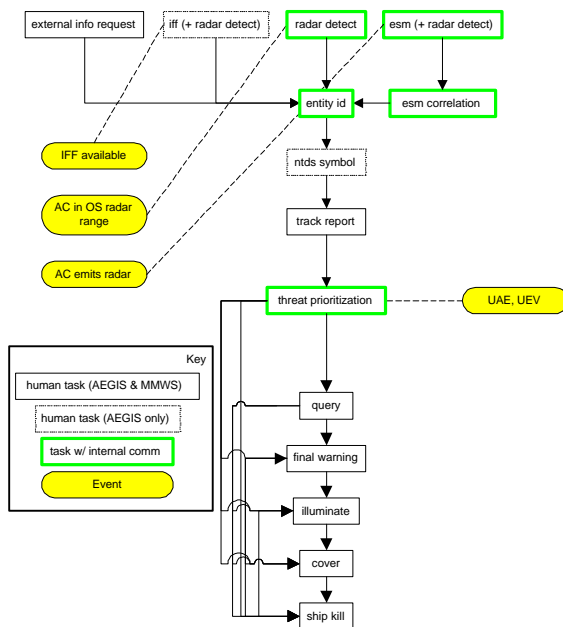 external info request
iff (+ radar detect)
radar detect
esm (+ radar detect)
entity id
esm correlation
IFF available
ntds symbol
AC in OS radar
range
track report
AC emits radar
threat prioritization
UAE, UEV
Key
human task (AEGIS & MMWS)
human task (AEGIS only)
task w/ internal comm
Event
query
final warning
illuminate
cover
ship kill